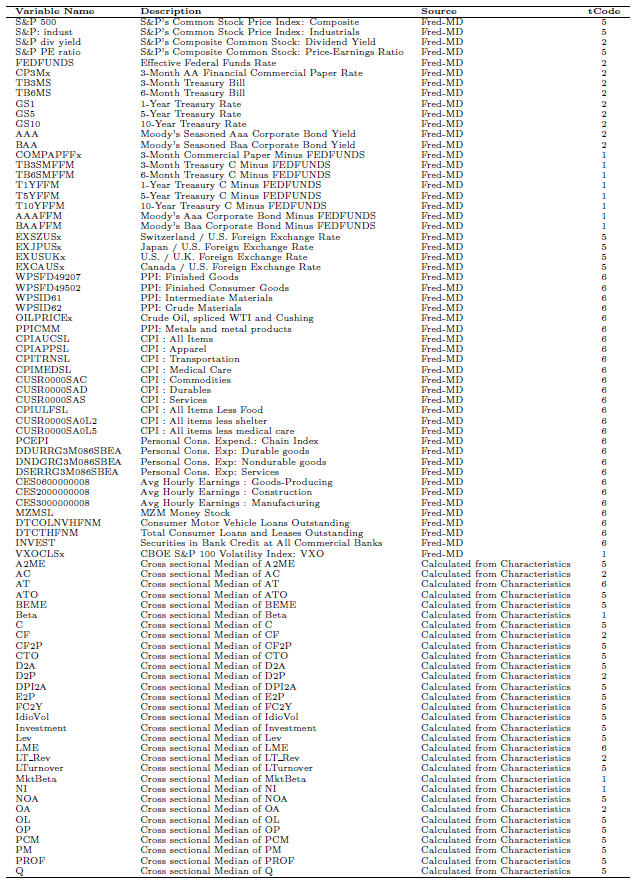 Variable Name Description Source tCode
S&P 500 S&P's Common Stock Price Index: Composite Fred-MD 5
S&P: indust S&P's Common Stock Price Index: Industrials Fred-MD 5
S&P div yield S&P's Composite Common Stock: Dividend Yield Fred-MD 2
S&P PE ratio S&P's Composite Common Stock: Price-Earnings Ratio Fred-MD 5
FEDFUNDS Effective Federal Funds Rate Fred-MD 2
CP3Mx 3-Month AA Financial Commercial Paper Rate Fred-MD 2
TB3MS 3-Month Treasury Bill Fred-MD 2
TB6MS 6-Month Treasury Bill Fred-MD 2
GS1 1-Year Treasury Rate Fred-MD 2
GS5 5-Year Treasury Rate Fred-MD 2
GS10 10-Year Treasury Rate Fred-MD 2
AAA Moody's Seasoned Aaa Corporate Bond Yield Fred-MD 2
BAA Moody's Seasoned Baa Corporate Bond Yield Fred-MD 2
COMPAPFFx 3-Month Commercial Paper Minus FEDFUNDS Fred-MD 1
TB3SMFFM 3-Month Treasury C Minus FEDFUNDS Fred-MD 1
TB6SMFFM 6-Month Treasury C Minus FEDFUNDS Fred-MD 1
T1YFFM 1-Year Treasury C Minus FEDFUNDS Fred-MD 1
T5YFFM 5-Year Treasury C Minus FEDFUNDS Fred-MD 1
T10YFFM 10-Year Treasury C Minus FEDFUNDS Fred-MD 1
AAAFFM Moody's Aaa Corporate Bond Minus FEDFUNDS Fred-MD 1
BAAFFM Moody's Baa Corporate Bond Minus FEDFUNDS Fred-MD 1
EXSZUSx Switzerland / U.S. Foreign Exchange Rate Fred-MD 5
EXJPUSx Japan / U.S. Foreign Exchange Rate Fred-MD 5
EXUSUKx U.S. / U.K. Foreign Exchange Rate Fred-MD 5
EXCAUSx Canada / U.S. Foreign Exchange Rate Fred-MD 5
WPSFD49207 PPI: Finished Goods Fred-MD 6
WPSFD49502 PPI: Finished Consumer Goods Fred-MD 6
WPSID61 PPI: Intermediate Materials Fred-MD 6
WPSID62 PPI: Crude Materials Fred-MD 6
OILPRICEx Crude Oil, spliced WTI and Cushing Fred-MD 6
PPICMM PPI: Metals and metal products Fred-MD 6
CPIAUCSL CPI : All Items Fred-MD 6
CPIAPPSL CPI : Apparel Fred-MD 6
CPITRNSL CPI : Transportation Fred-MD 6
CPIMEDSL CPI : Medical Care Fred-MD 6
CUSR0000SAC CPI : Commodities Fred-MD 6
CUSR0000SAD CPI : Durables Fred-MD 6
CUSR0000SAS CPI : Services Fred-MD 6
CPIULFSL CPI : All Items Less Food Fred-MD 6
CUSR0000SA0L2 CPI : All items less shelter Fred-MD 6
CUSR0000SA0L5 CPI : All items less medical care Fred-MD 6
PCEPI Personal Cons. Expend.: Chain Index Fred-MD 6
DDURRG3M086SBEA Personal Cons. Exp: Durable goods Fred-MD 6
DNDGRG3M086SBEA Personal Cons. Exp: Nondurable goods Fred-MD 6
DSERRG3M086SBEA Personal Cons. Exp: Services Fred-MD 6
CES0600000008 Avg Hourly Earnings : Goods-Producing Fred-MD 6
CES2000000008 Avg Hourly Earnings : Construction Fred-MD 6
CES3000000008 Avg Hourly Earnings : Manufacturing Fred-MD 6
MZMSL MZM Money Stock Fred-MD 6
DTCOLNVHFNM Consumer Motor Vehicle Loans Outstanding Fred-MD 6
DTCTHFNM Total Consumer Loans and Leases Outstanding Fred-MD 6
INVEST Securities in Bank Credit at All Commercial Banks Fred-MD 6
VXOCLSx CBOE S&P 100 Volatility Index: VXO Fred-MD 1
A2ME Cross sectional Median of A2ME Calculated from Characteristics 5
AC Cross sectional Median of AC Calculated from Characteristics 2
AT Cross sectional Median of AT Calculated from Characteristics 6
ATO Cross sectional Median of ATO Calculated from Characteristics 5
BEME Cross sectional Median of BEME Calculated from Characteristics 5
Beta Cross sectional Median of Beta Calculated from Characteristics 1
C Cross sectional Median of C Calculated from Characteristics 5
CF Cross sectional Median of CF Calculated from Characteristics 2
CF2P Cross sectional Median of CF2P Calculated from Characteristics 5
CTO Cross sectional Median of CTO Calculated from Characteristics 5
D2A Cross sectional Median of D2A Calculated from Characteristics 5
D2P Cross sectional Median of D2P Calculated from Characteristics 2
DPI2A Cross sectional Median of DPI2A Calculated from Characteristics 5
E2P Cross sectional Median of E2P Calculated from Characteristics 5
FC2Y Cross sectional Median of FC2Y Calculated from Characteristics 5
IdioVol Cross sectional Median of IdioVol Calculated from Characteristics 5
Investment Cross sectional Median of Investment Calculated from Characteristics 5
Lev Cross sectional Median of Lev Calculated from Characteristics 5
LME Cross sectional Median of LME Calculated from Characteristics 6
LT_Rev Cross sectional Median of LT_Rev Calculated from Characteristics 2
LTurnover Cross sectional Median of LTurnover Calculated from Characteristics 5
MktBeta Cross sectional Median of MktBeta Calculated from Characteristics 1
NI Cross sectional Median of NI Calculated from Characteristics 1
NOA Cross sectional Median of NOA Calculated from Characteristics 5
OA Cross sectional Median of OA Calculated from Characteristics 2
OL Cross sectional Median of OL Calculated from Characteristics 5
OP Cross sectional Median of OP Calculated from Characteristics 5
PCM Cross sectional Median of PCM Calculated from Characteristics 5
PM Cross sectional Median of PM Calculated from Characteristics 5
PROF Cross sectional Median of PROF Calculated from Characteristics 5
Q Cross sectional Median of Q Calculated from Characteristics 5